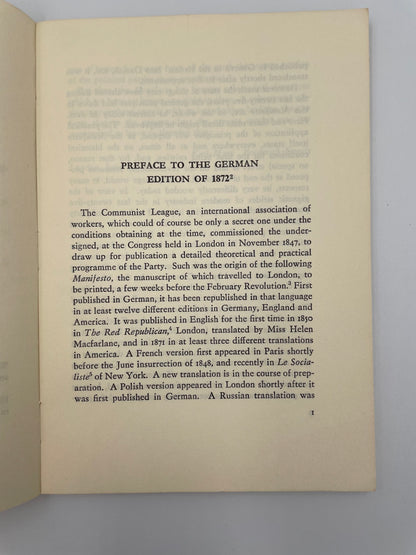 PREFACE TO THE GERMAN
EDITION OF 1872²
The Communist League, an international association of
workers, which could of course be only a secret one under the
conditions obtaining at the time, commissioned the under-
signed, at the Congress held in London in November 1847, to
draw up for publication a detailed theoretical and practical
programme of the Party. Such was the origin of the following
Manifesto, the manuscript of which travelled to London, to
be printed, a few weeks before the February Revolution.³ First
published in German, it has been republished in that language
in at least twelve different editions in Germany, England and
America. It was published in English for the first time in 1850
in The Red Republican,⁴ London, translated by Miss Helen
Macfarlane, and in 1871 in at least three different translations
in America. A French version first appeared in Paris shortly
before the June insurrection of 1848, and recently in Le Socia-
liste⁵ of New York. A new translation is in the course of prep-
aration. A Polish version appeared in London shortly after it
was first published in German. A Russian translation was
1